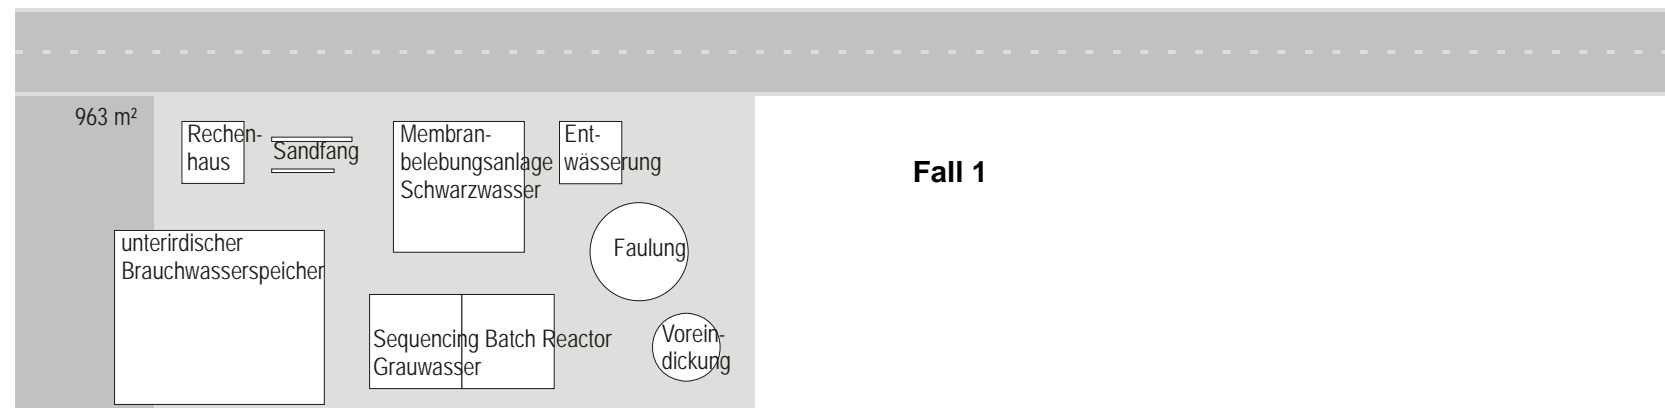 963 m²
Rechen-
haus
Sandfang
Membran-
belebungsanlage
Schwarzwasser
Ent-
wässerung
Fall 1
unterirdischer
Brauchwasserspeicher
Faulung
Sequencing Batch Reactor
Grauwasser
Vorein-
dickung